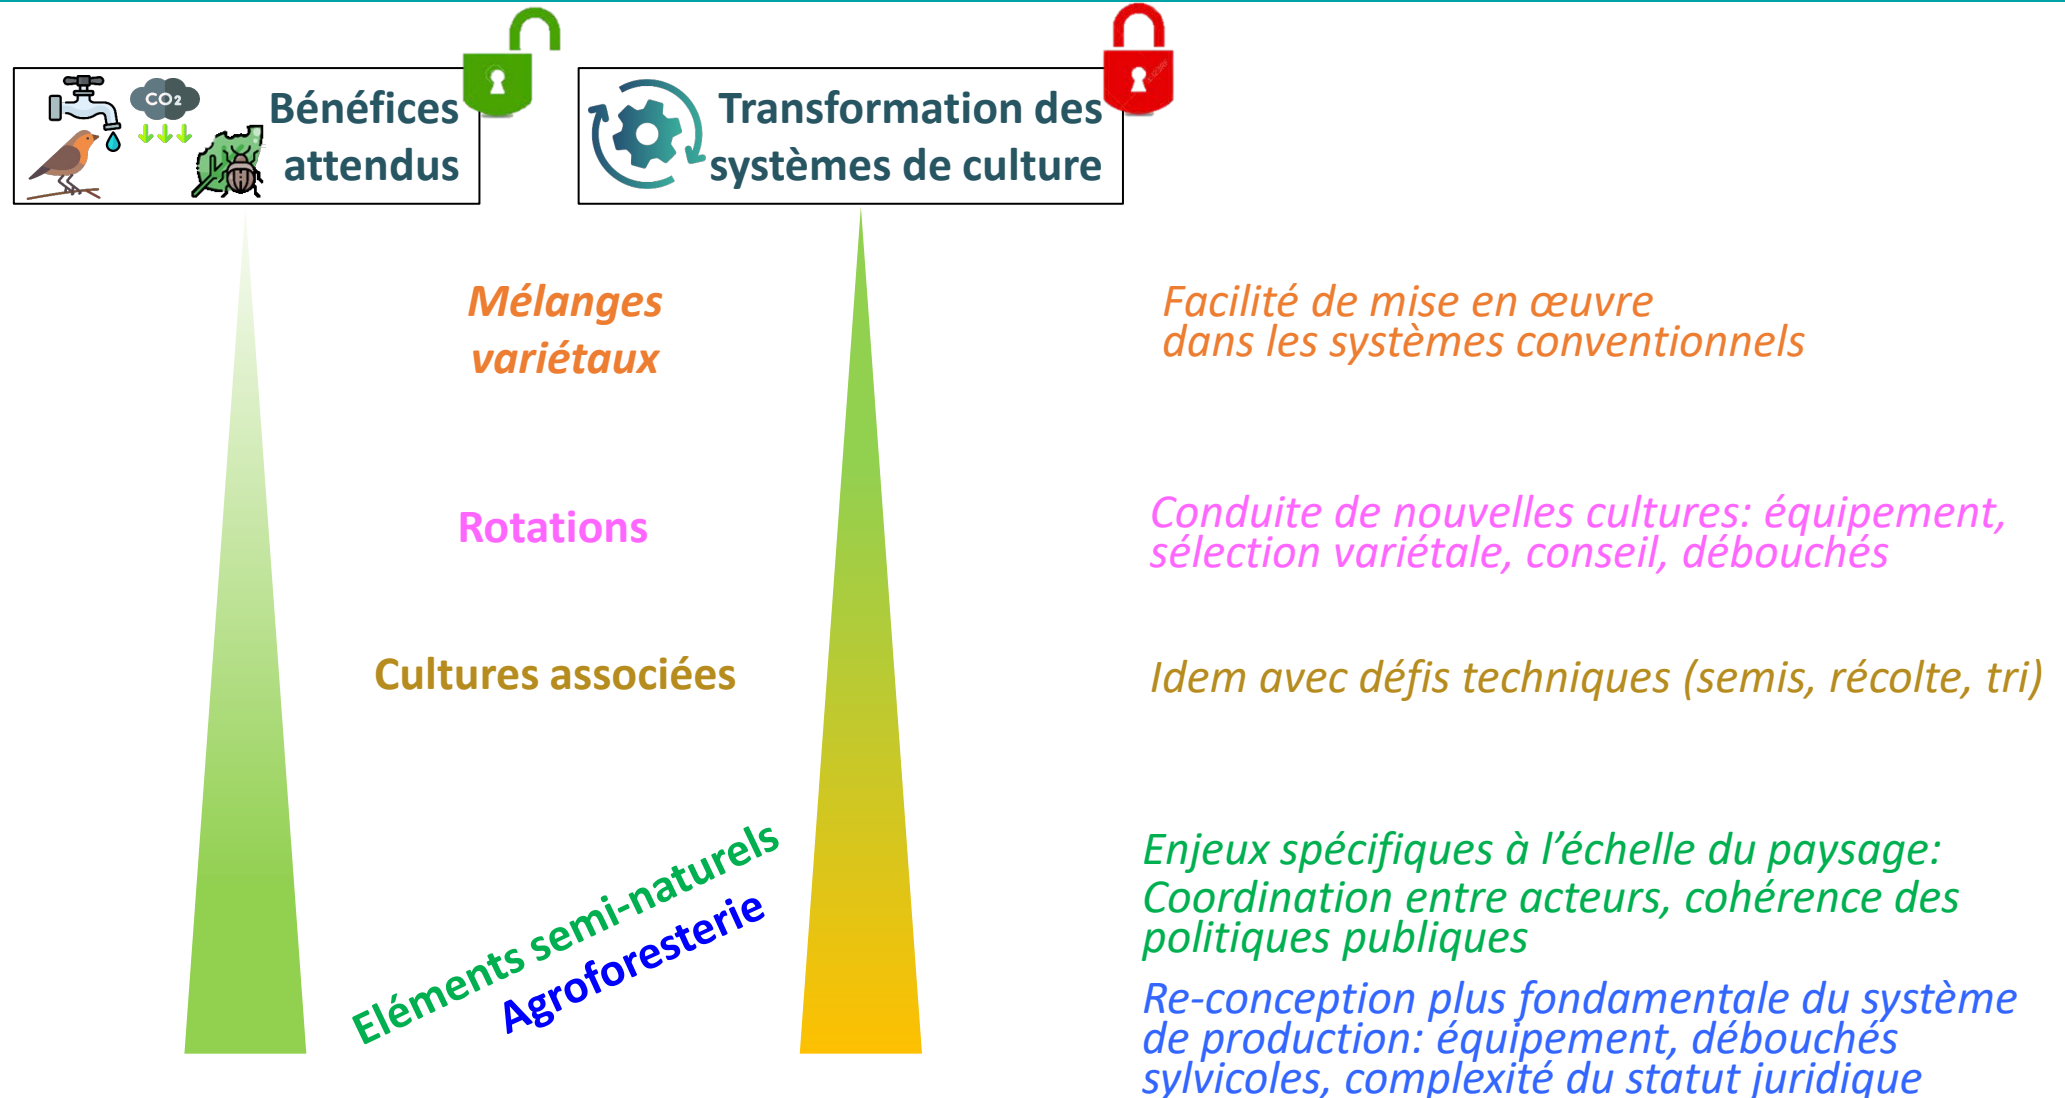 CO2
Bénéfices
attendus
Transformation des
systèmes de culture
Mélanges
variétaux
Facilité de mise en œuvre
dans les systèmes conventionnels
Rotations
Conduite de nouvelles cultures: équipement,
sélection variétale, conseil, débouchés
Cultures associées
Idem avec défis techniques (semis, récolte, tri)
Eléments semi-naturels
Agroforesterie
Enjeux spécifiques à l’échelle du paysage:
Coordination entre acteurs, cohérence des
politiques publiques
Re-conception plus fondamentale du système
de production: équipement, débouchés
sylvicoles, complexité du statut juridique